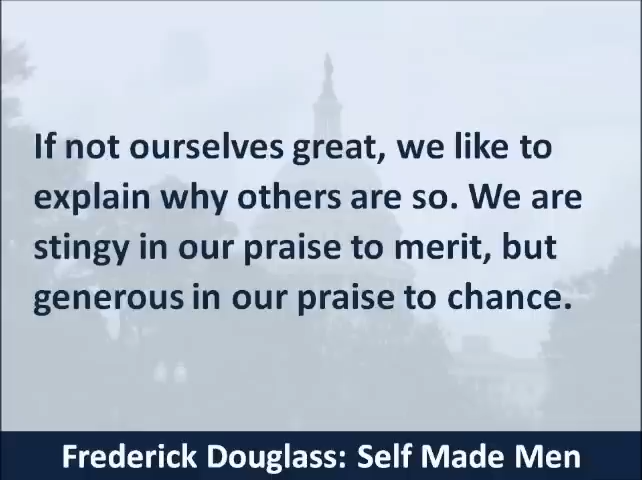 If not ourselves great, we like to
explain why others are so. We are
stingy in our praise to merit, but
generous in our praise to chance.
Frederick Douglass: Self Made Men